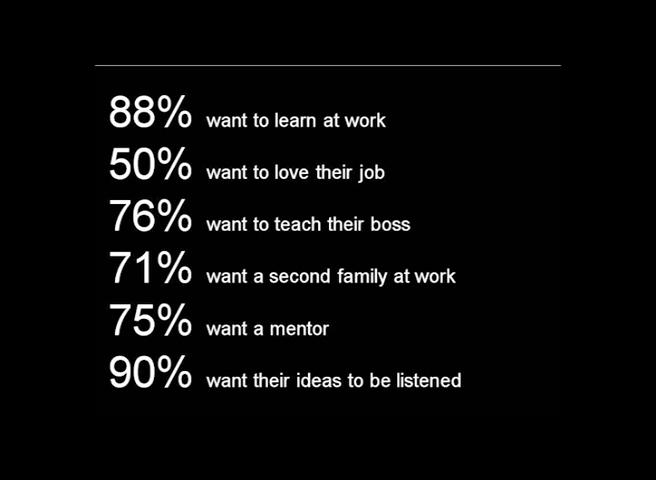 88% want to learn at work
50% want to love their job
76% want to teach their boss
71% want a second family at work
75% want a mentor
90% want their ideas to be listened